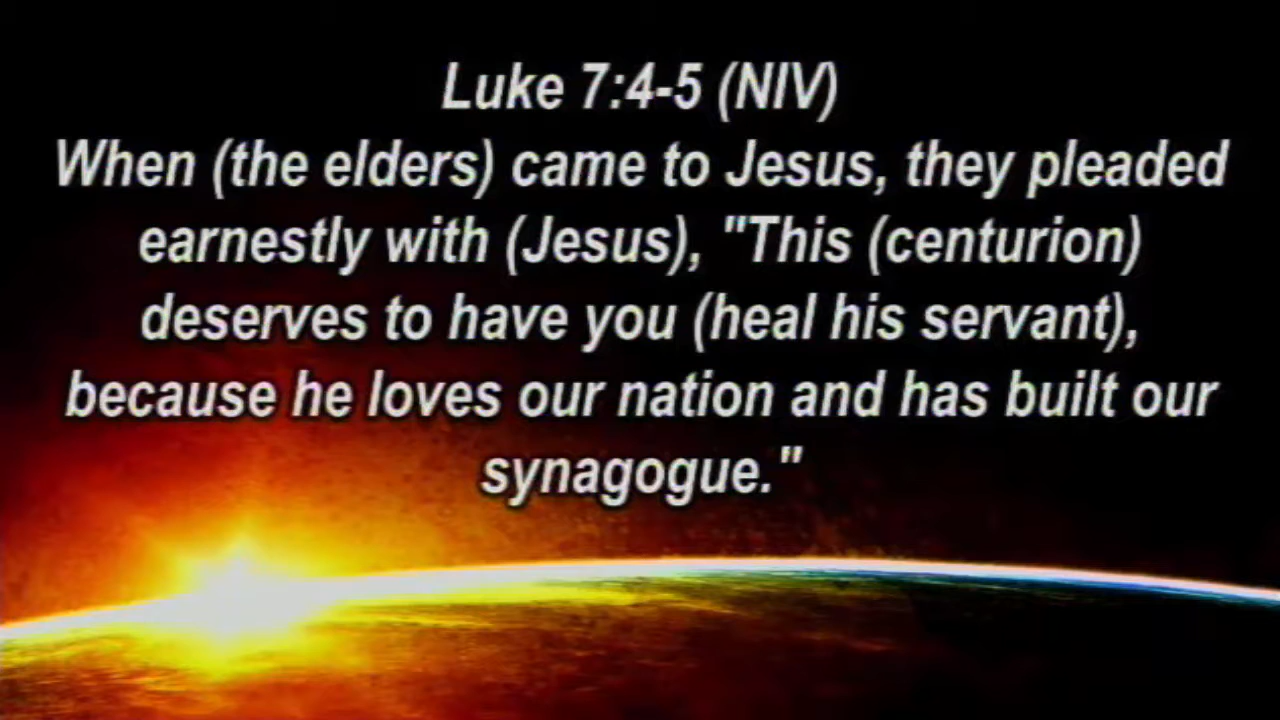 Luke 7:4-5 (NIV)
When (the elders) came to Jesus, they pleaded
earnestly with (Jesus), "This (centurion)
deserves to have you (heal his servant),
because he loves our nation and has built our
synagogue."